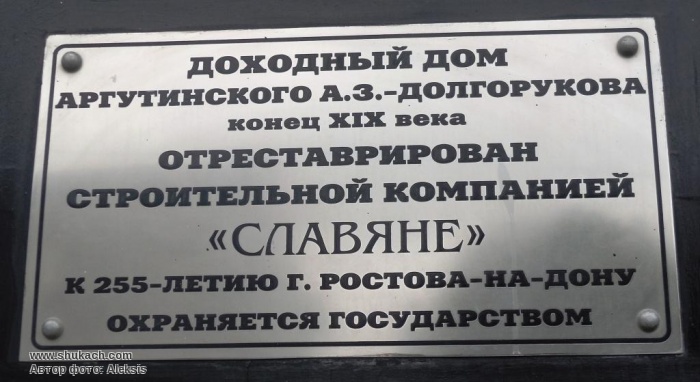 ДОХОДНЫЙ ДОМ
АРГУТИНСКОГО А.З.-ДОЛГОРУКОВА
конец XIX века
ОТРЕСТАВРИРОВАН
СТРОИТЕЛЬНОЙ КОМПАНИЕЙ
«СЛАВЯНЕ»
К 255-ЛЕТИЮ Г. РОСТОВА-НА-ДОНУ
ОХРАНЯЕТСЯ ГОСУДАРСТВОМ
www.shukach.com
Автор фото: Aleksis